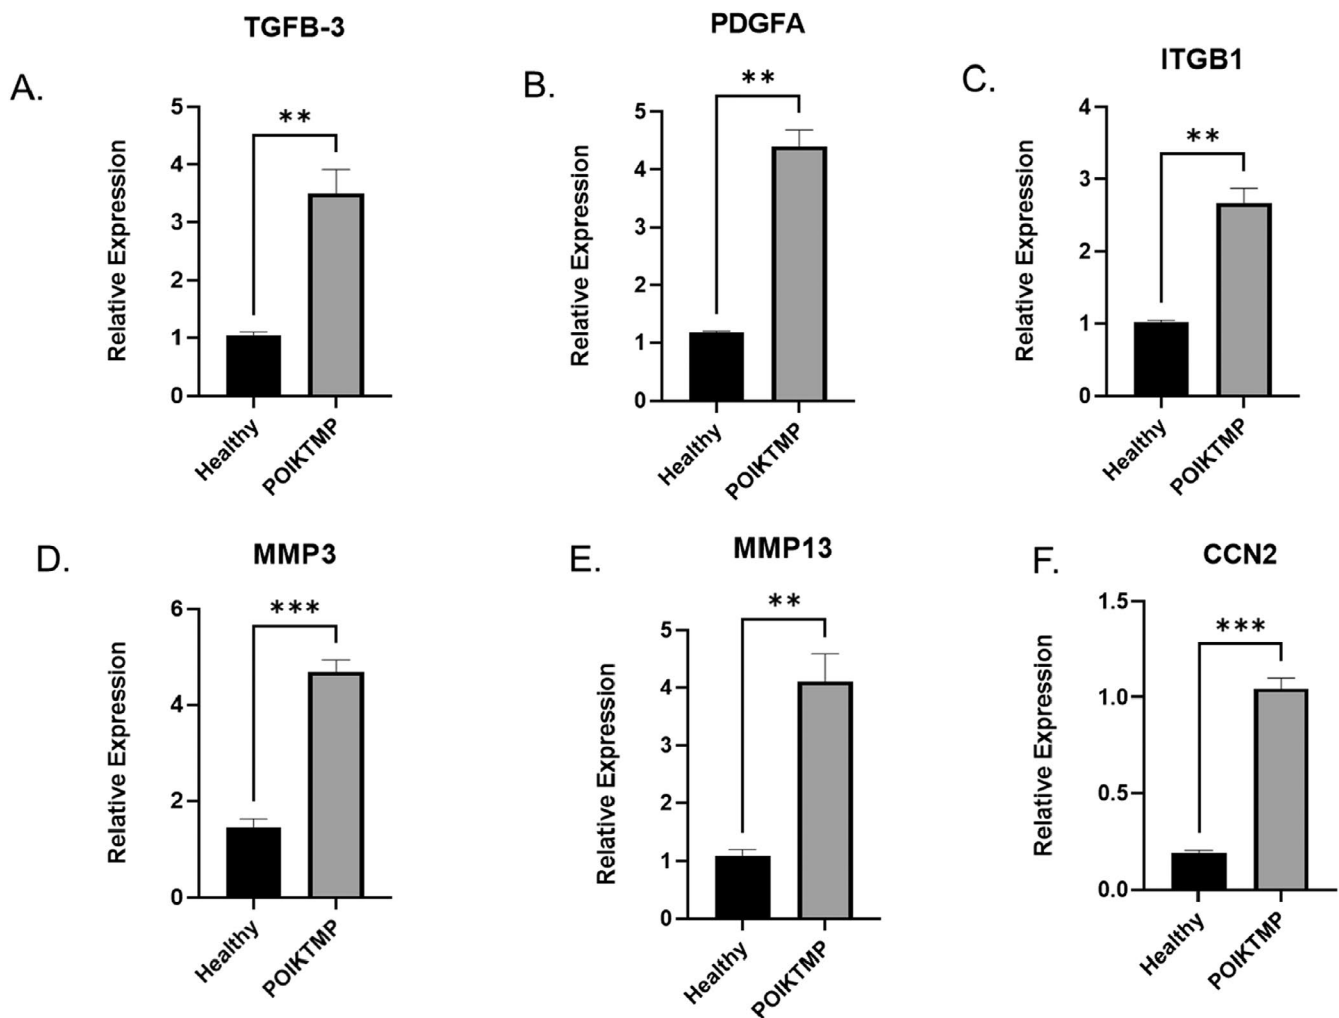 TGFB-3
A.
**
Relative Expression
5
4
3
2
1
0
Healthy
POIKTMP
PDGFA
B.
**
Relative Expression
5
4
3
2
1
0
Healthy
POIKTMP
ITGB1
C.
**
Relative Expression
4
3
2
1
0
Healthy
POIKTMP
MMP3
D.
***
Relative Expression
6
4
2
0
Healthy
POIKTMP
MMP13
E.
**
Relative Expression
5
4
3
2
1
0
Healthy
POIKTMP
CCN2
F.
***
Relative Expression
1.5
1.0
0.5
0.0
Healthy
POIKTMP